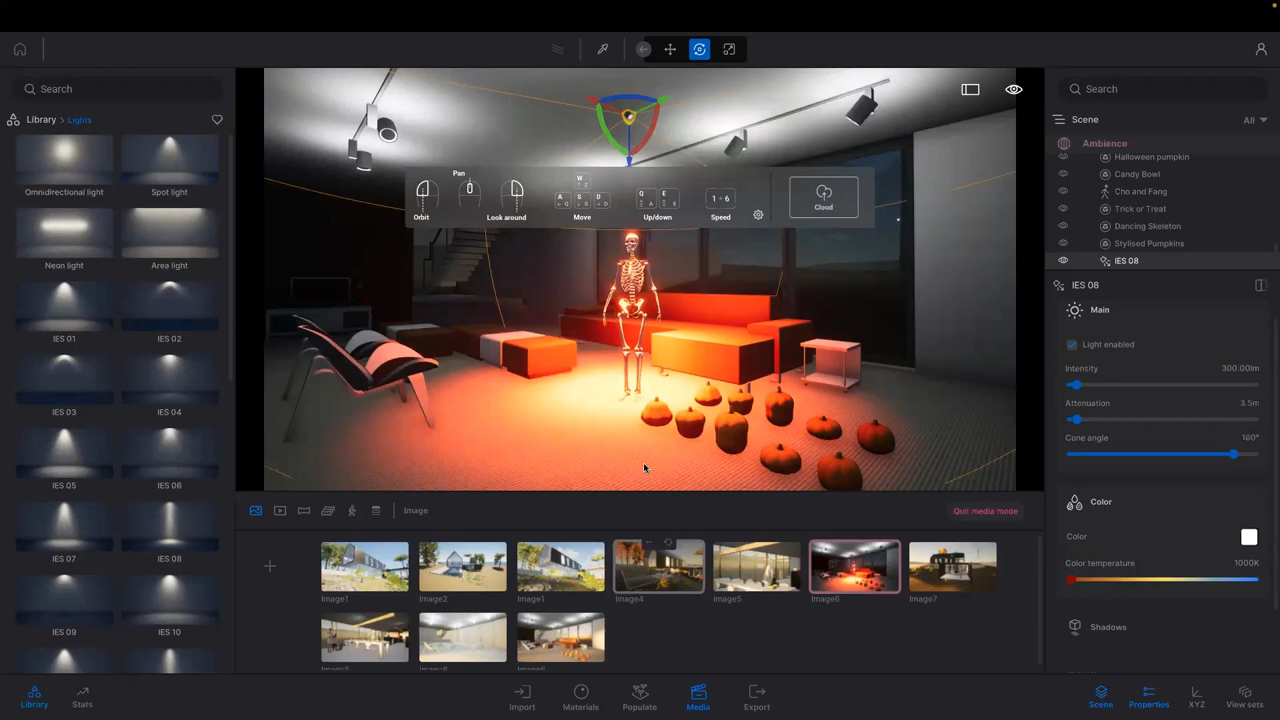 Search
Library > Lights
Omnidirectional light
Spot light
Neon light
Area light
IES 01
IES 02
IES 03
IES 04
IES 05
IES 06
IES 07
IES 08
IES 09
IES 10
Library
Stats
Pan
Orbit
Look around
W
A
S
D
Move
Q
E
Up/down
1 - 6
Speed
Cloud
Image
Quit media mode
Image1
Image2
Image1
Image4
Image5
Image6
Image7
Import
Materials
Populate
Media
Export
Search
Scene
All
Ambience
Halloween pumpkin
Candy Bowl
Cho and Fang
Trick or Treat
Dancing Skeleton
Stylised Pumpkins
IES 08
IES 08
Main
Light enabled
Intensity
300.00lm
Attenuation
3.5m
Cone angle
160°
Color
Color
Color temperature
1000K
Shadows
Scene
Properties
XYZ
View sets